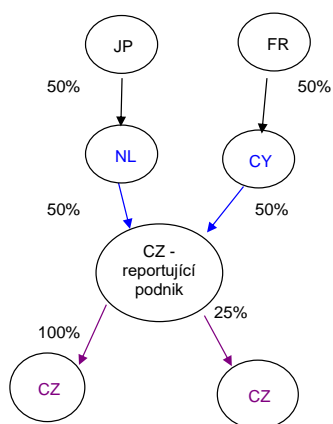 JP
FR
50%
50%
NL
CY
50%
50%
CZ -
reportující
podnik
100%
25%
CZ
CZ